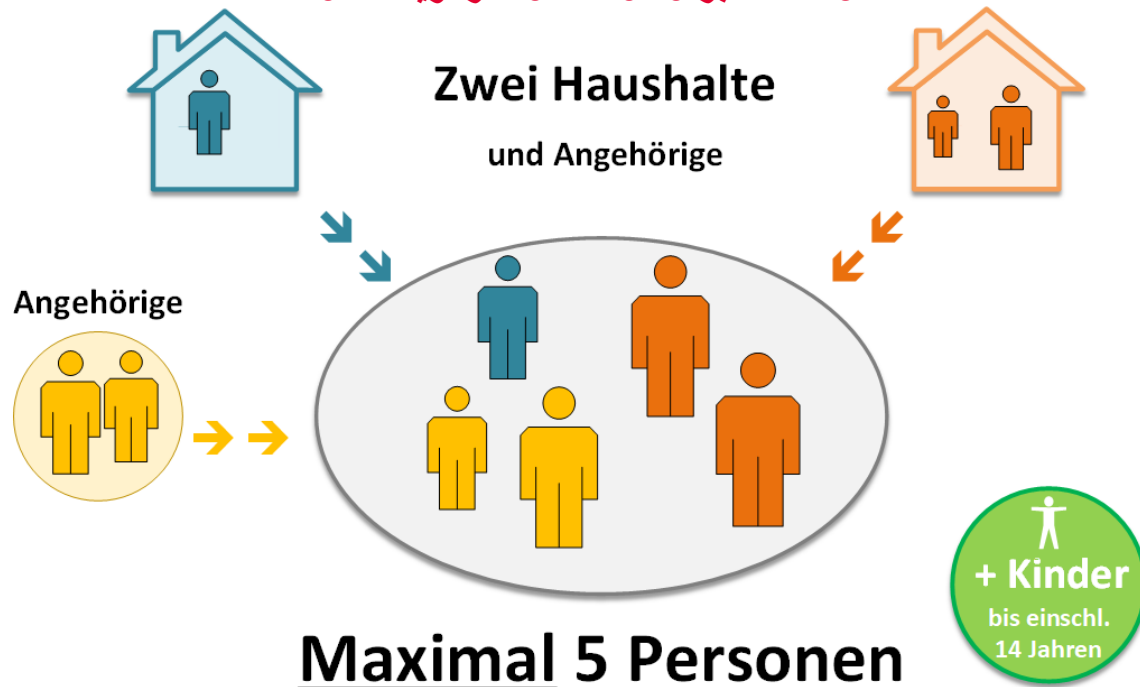 Zwei Haushalte
und Angehörige
Angehörige
+ Kinder
bis einschl.
14 Jahren
Maximal 5 Personen